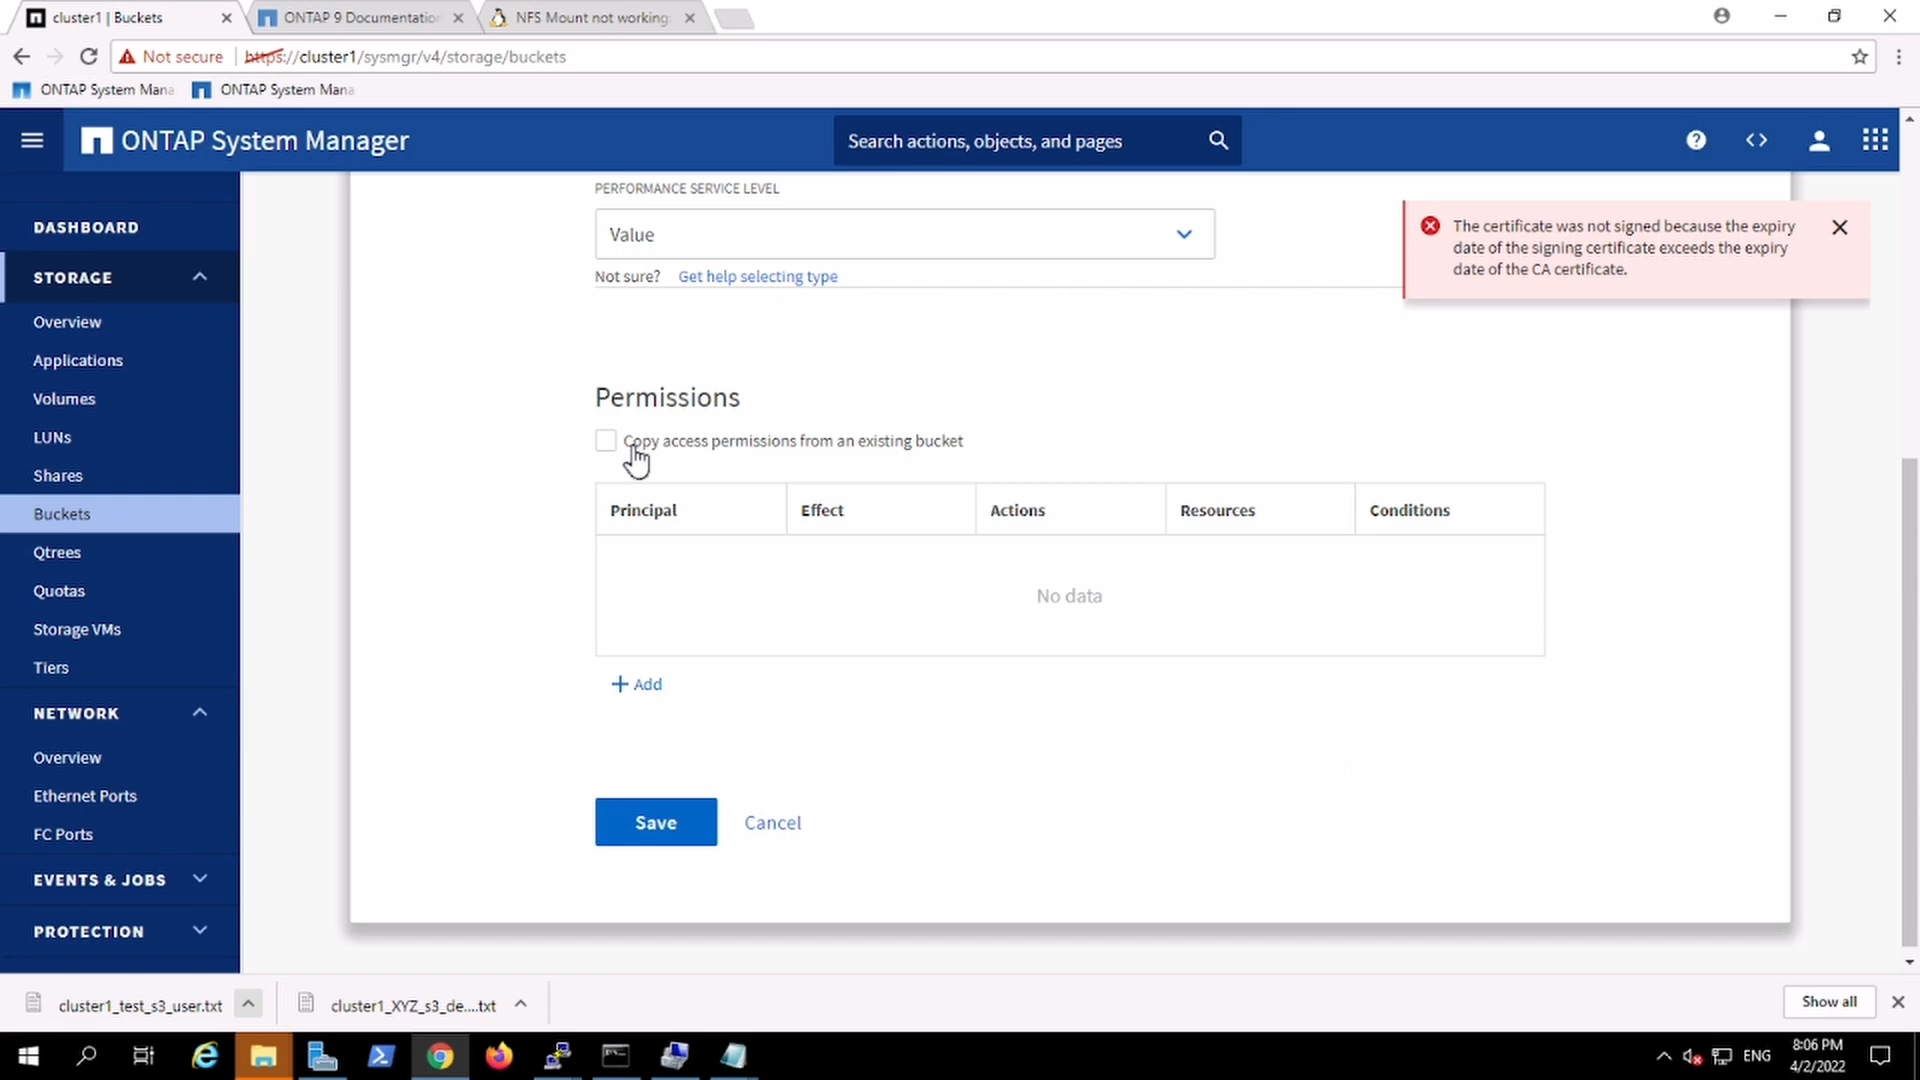 cluster1 | Buckets
ONTAP 9 Documentation
NFS Mount not working
Not secure
https://cluster1/sysmgr/v4/storage/buckets
ONTAP System Mana
ONTAP System Mana
ONTAP System Manager
Search actions, objects, and pages
DASHBOARD
STORAGE
Overview
Applications
Volumes
LUNs
Shares
Buckets
Qtrees
Quotas
Storage VMs
Tiers
NETWORK
Overview
Ethernet Ports
FC Ports
EVENTS & JOBS
PROTECTION
PERFORMANCE SERVICE LEVEL
Value
Not sure? Get help selecting type
The certificate was not signed because the expiry
date of the signing certificate exceeds the expiry
date of the CA certificate.
Permissions
Copy access permissions from an existing bucket
Principal Effect Actions Resources Conditions
No data
+ Add
Save Cancel
cluster1_test_s3_user.txt
cluster1_XYZ_s3_de....txt
Show all
ENG
8:06 PM
4/2/2022